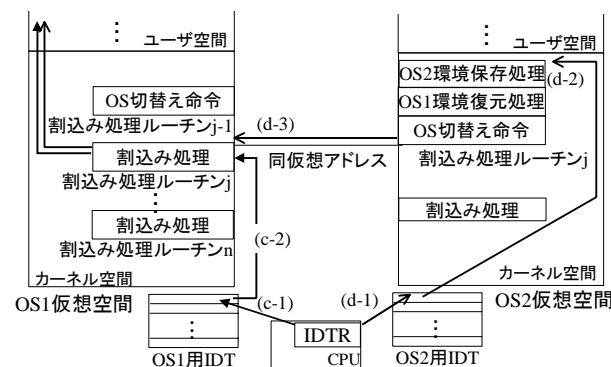 ⋮
ユーザ空間
OS切替え命令
割込み処理ルーチンj-1
割込み処理
割込み処理ルーチンj
⋮
割込み処理
割込み処理ルーチンn
カーネル空間
OS1仮想空間
⋮
OS1用IDT
(d-3)
同仮想アドレス
(c-2)
(c-1)
(d-1)
IDTR
CPU
⋮
ユーザ空間
OS2環境保存処理
(d-2)
OS1環境復元処理
OS切替え命令
割込み処理ルーチンj
割込み処理
カーネル空間
OS2仮想空間
⋮
OS2用IDT